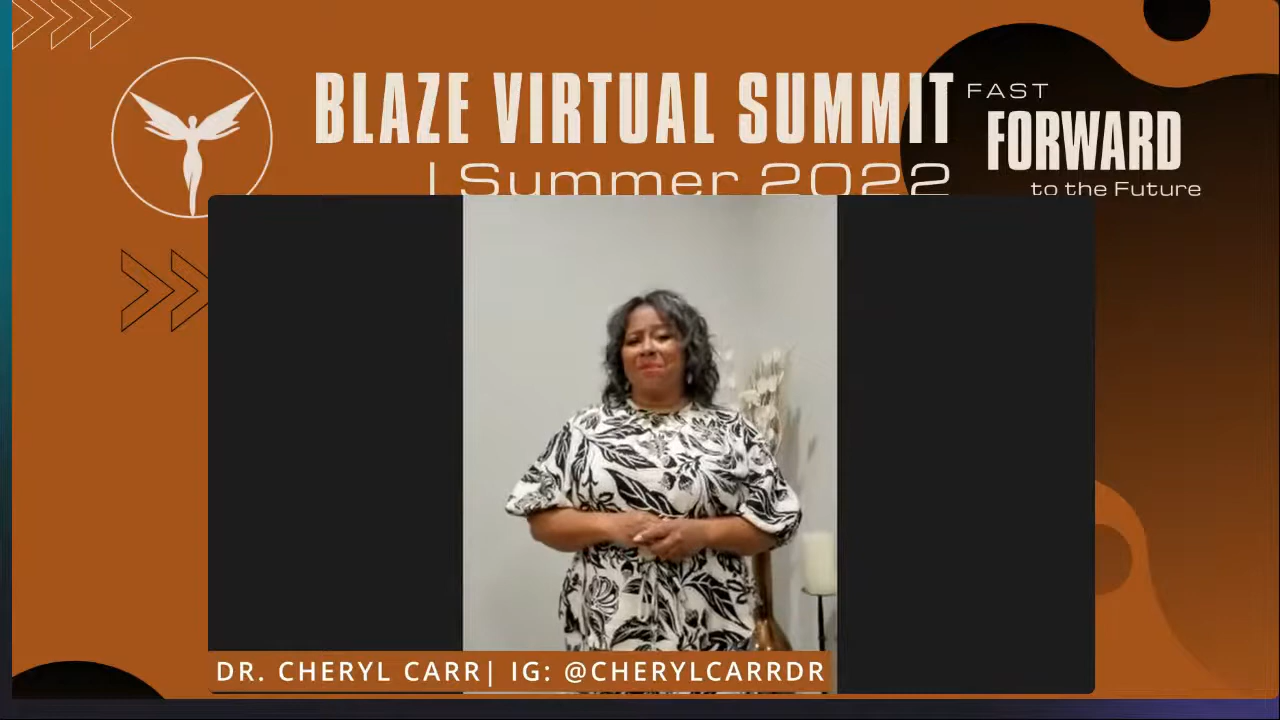 BLAZE VIRTUAL SUMMIT
| Summer 2022
FAST
FORWARD
to the Future
DR. CHERYL CARR| IG: @CHERYLCARRDR